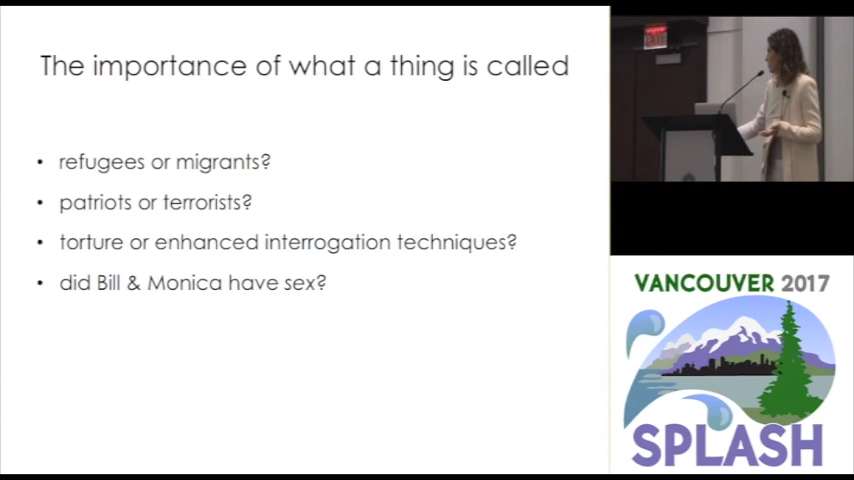 The importance of what a thing is called
• refugees or migrants?
• patriots or terrorists?
• torture or enhanced interrogation techniques?
• did Bill & Monica have sex?
EXIT
VANCOUVER 2017
SPLASH